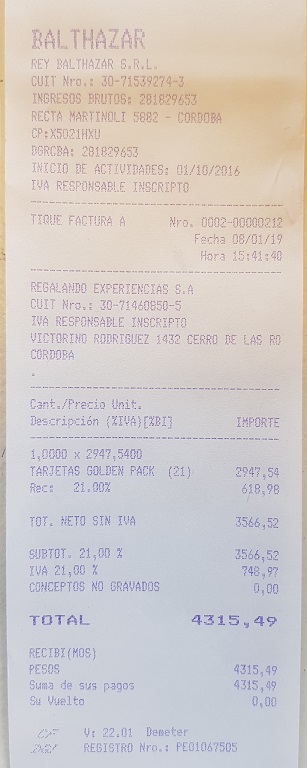 BALTHAZAR
REY BALTHAZAR S.R.L.
CUIT Nro.: 30-71539274-3
INGRESOS BRUTOS: 281829653
RECTA MARTINOLI 5882 - CORDOBA
CP:X5021HXU
DGRCBA: 281829653
INICIO DE ACTIVIDADES: 01/10/2016
IVA RESPONSABLE INSCRIPTO
TIQUE FACTURA A Nro. 0002-00000212
Fecha 08/01/19
Hora 15:41:40
REGALANDO EXPERIENCIAS S.A
CUIT Nro.: 30-71460850-5
IVA RESPONSABLE INSCRIPTO
VICTORINO RODRIGUEZ 1432 CERRO DE LAS RO
CORDOBA
.
Cant./Precio Unit.
Descripción (%IVA)[%BI] IMPORTE
1,0000 x 2947,5400
TARJETAS GOLDEN PACK (21) 2947,54
Rec: 21.00% 618,98
TOT. NETO SIN IVA 3566,52
SUBTOT. 21,00 % 3566,52
IVA 21,00 % 748,97
CONCEPTOS NO GRAVADOS 0,00
TOTAL 4315,49
RECIBI(MOS)
PESOS 4315,49
Suma de sus pagos 4315,49
Su Vuelto 0,00
CF V: 22.01 Demeter
DGI REGISTRO Nro.: PEO1067505